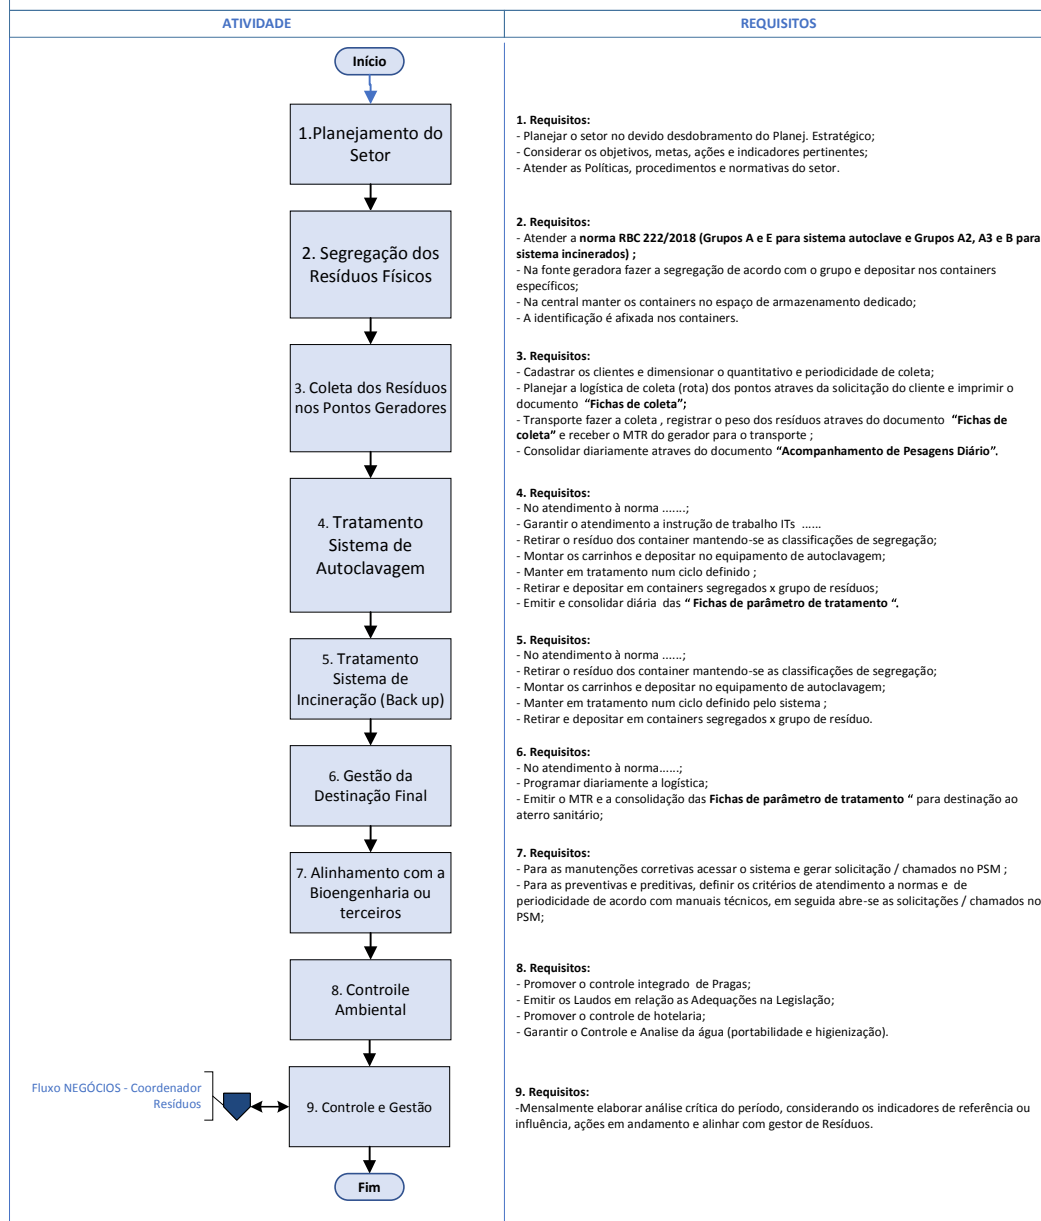 ATIVIDADE
REQUISITOS
Início
1.Planejamento do
Setor
1. Requisitos:
- Planejar o setor no devido desdobramento do Planej. Estratégico;
- Considerar os objetivos, metas, ações e indicadores pertinentes;
- Atender as Políticas, procedimentos e normativas do setor.
2. Segregação dos
Resíduos Físicos
2. Requisitos:
- Atender a norma RBC 222/2018 (Grupos A e E para sistema autoclave e Grupos A2, A3 e B para
sistema incinerados) ;
- Na fonte geradora fazer a segregação de acordo com o grupo e depositar nos containers
específicos;
- Na central manter os containers no espaço de armazenamento dedicado;
- A identificação é afixada nos containers.
3. Coleta dos Resíduos
nos Pontos Geradores
3. Requisitos:
- Cadastrar os clientes e dimensionar o quantitativo e periodicidade de coleta;
- Planejar a logística de coleta (rota) dos pontos atraves da solicitação do cliente e imprimir o
documento “Fichas de coleta”;
- Transporte fazer a coleta , registrar o peso dos resíduos atraves do documento “Fichas de
coleta” e receber o MTR do gerador para o transporte ;
- Consolidar diariamente atraves do documento “Acompanhamento de Pesagens Diário”.
4. Tratamento
Sistema de
Autoclavagem
4. Requisitos:
- No atendimento à norma .......;
- Garantir o atendimento a instrução de trabalho ITs ......
- Retirar o resíduo dos container mantendo-se as classificações de segregação;
- Montar os carrinhos e depositar no equipamento de autoclavagem;
- Manter em tratamento num ciclo definido ;
- Retirar e depositar em containers segregados x grupo de resíduos;
- Emitir e consolidar diária das “ Fichas de parâmetro de tratamento “.
5. Tratamento
Sistema de
Incineração (Back up)
5. Requisitos:
- No atendimento à norma ......;
- Retirar o resíduo dos container mantendo-se as classificações de segregação;
- Montar os carrinhos e depositar no equipamento de autoclavagem;
- Manter em tratamento num ciclo definido pelo sistema ;
- Retirar e depositar em containers segregados x grupo de resíduo.
6. Gestão da
Destinação Final
6. Requisitos:
- No atendimento à norma......;
- Programar diariamente a logística;
- Emitir o MTR e a consolidação das Fichas de parâmetro de tratamento “ para destinação ao
aterro sanitário;
7. Alinhamento com a
Bioengenharia ou
terceiros
7. Requisitos:
- Para as manutenções corretivas acessar o sistema e gerar solicitação / chamados no PSM ;
- Para as preventivas e preditivas, definir os critérios de atendimento a normas e de
periodicidade de acordo com manuais técnicos, em seguida abre-se as solicitações / chamados no
PSM;
8. Controile
Ambiental
8. Requisitos:
- Promover o controle integrado de Pragas;
- Emitir os Laudos em relação as Adequações na Legislação;
- Promover o controle de hotelaria;
- Garantir o Controle e Analise da água (portabilidade e higienização).
Fluxo NEGÓCIOS - Coordenador
Resíduos
9. Controle e Gestão
9. Requisitos:
-Mensalmente elaborar análise crítica do período, considerando os indicadores de referência ou
influência, ações em andamento e alinhar com gestor de Resíduos.
Fim